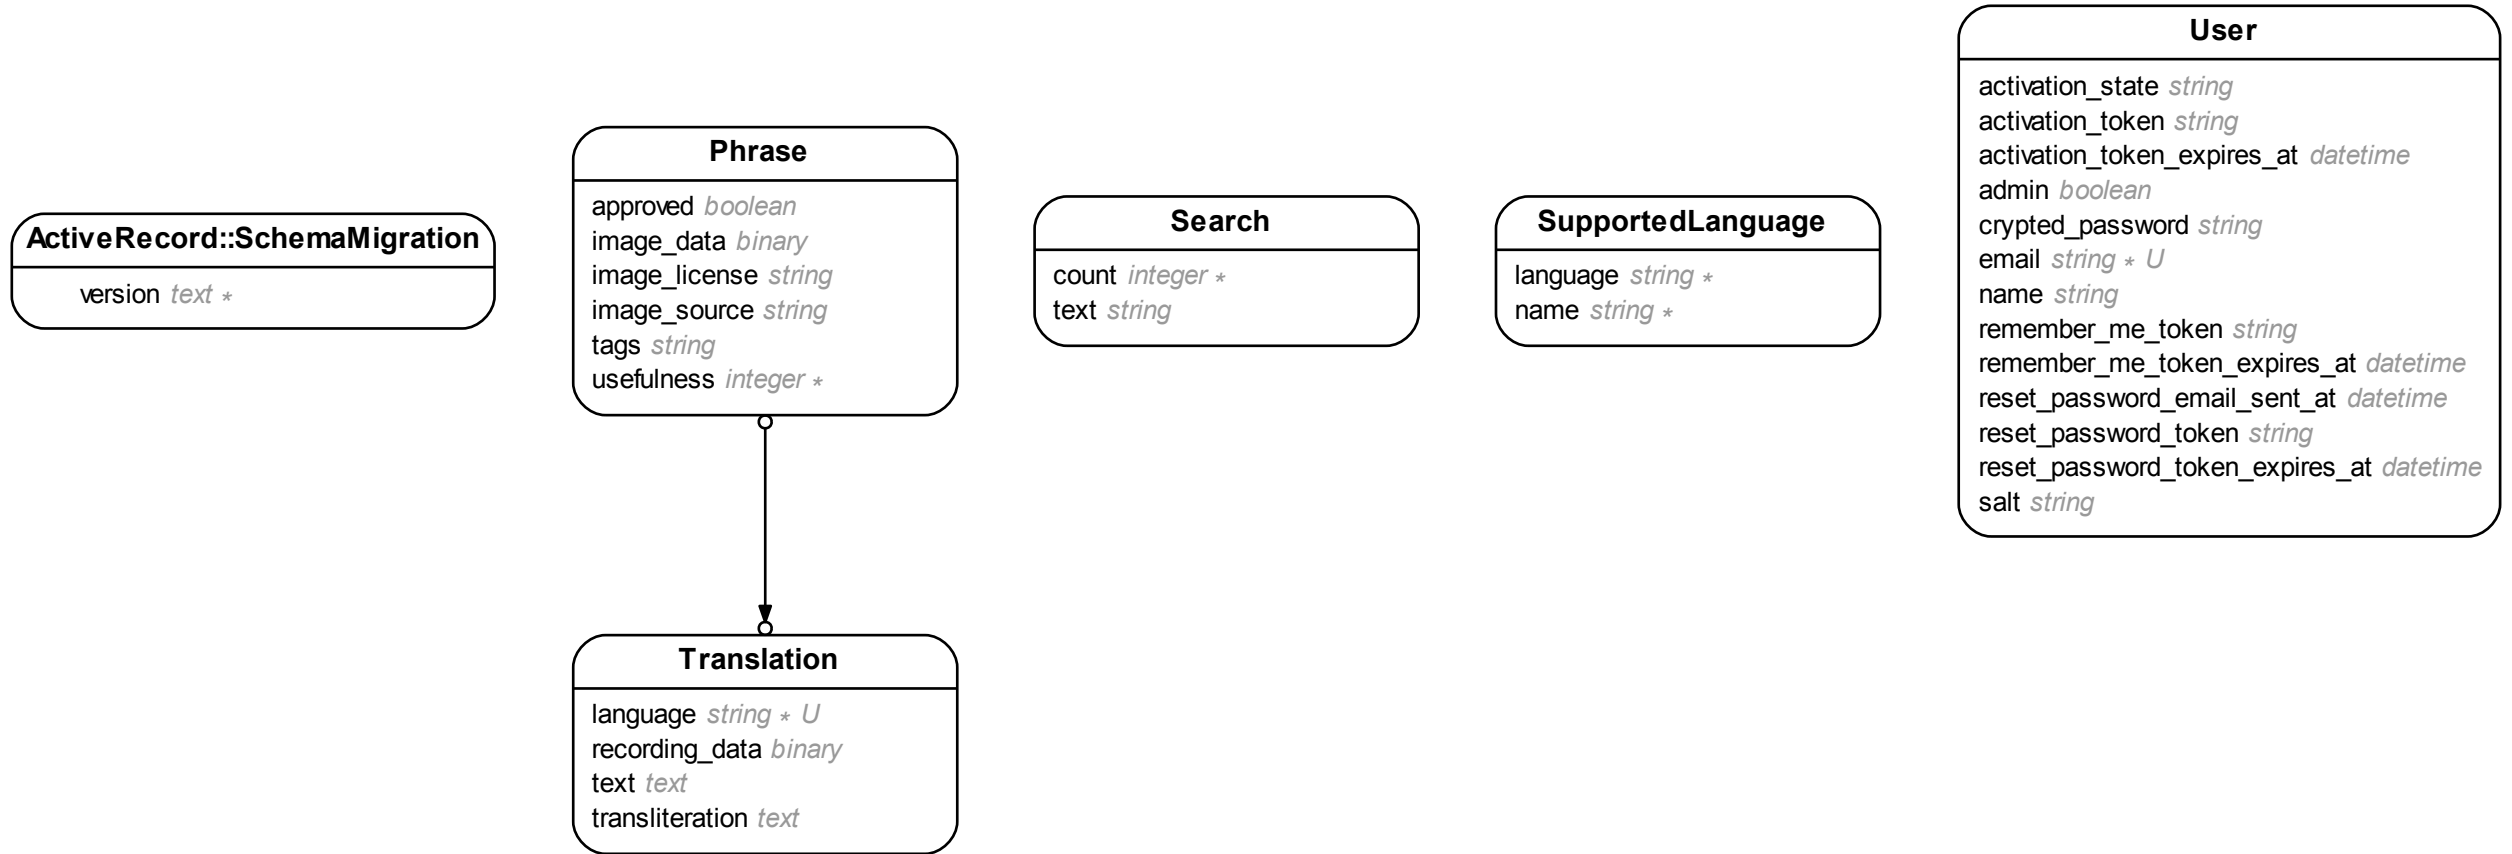 ActiveRecord::SchemaMigration
version text *
Phrase
approved boolean
image_data binary
image_license string
image_source string
tags string
usefulness integer *
Translation
language string * U
recording_data binary
text text
transliteration text
Search
count integer *
text string
SupportedLanguage
language string *
name string *
User
activation_state string
activation_token string
activation_token_expires_at datetime
admin boolean
crypted_password string
email string * U
name string
remember_me_token string
remember_me_token_expires_at datetime
reset_password_email_sent_at datetime
reset_password_token string
reset_password_token_expires_at datetime
salt string